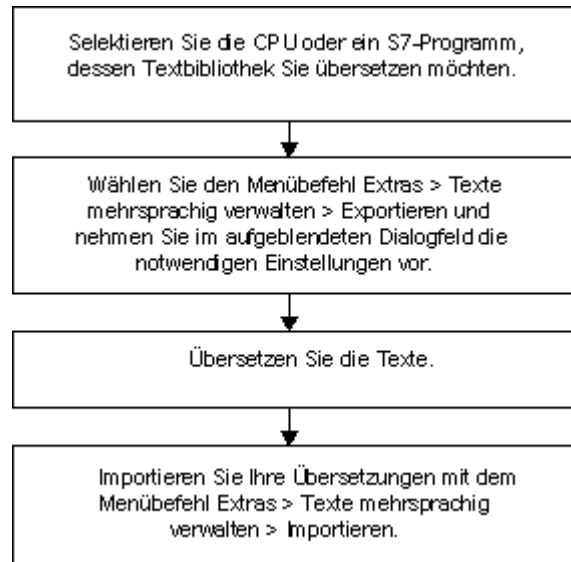 Selektieren Sie die CPU oder ein S7-Programm,
dessen Textbibliothek Sie übersetzen möchten.
Wählen Sie den Menübefehl Extras > Texte
mehrsprachig verwalten > Exportieren und
nehmen Sie im aufgeblendeten Dialogfeld die
notwendigen Einstellungen vor.
Übersetzen Sie die Texte.
Importieren Sie Ihre Übersetzungen mit dem
Menübefehl Extras > Texte mehrsprachig
verwalten > Importieren.